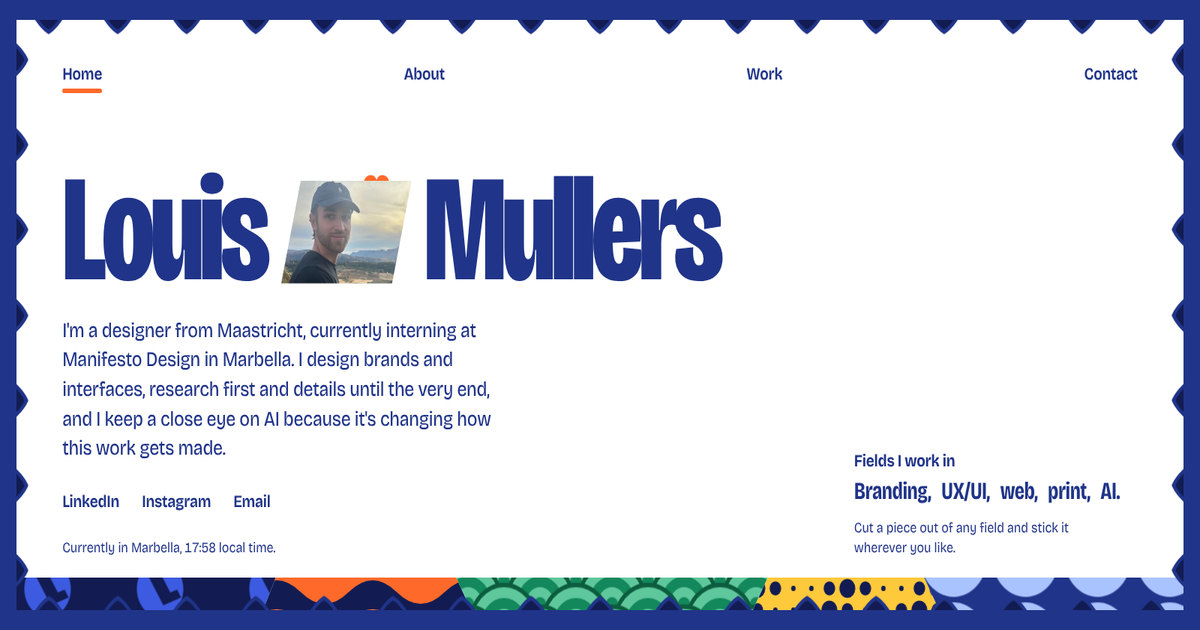 Home
About
Work
Contact
Louis Mullers
I'm a designer from Maastricht, currently interning at
Manifesto Design in Marbella. I design brands and
interfaces, research first and details until the very end,
and I keep a close eye on AI because it's changing how
this work gets made.
LinkedIn
Instagram
Email
Currently in Marbella, 17:58 local time.
Fields I work in
Branding, UX/UI, web, print, AI.
Cut a piece out of any field and stick it
wherever you like.